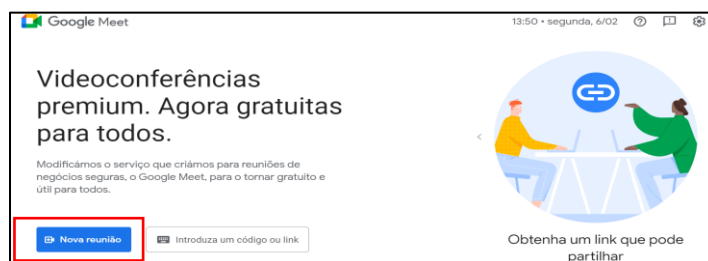 Google Meet
13:50 • segunda, 6/02
Videoconferências
premium. Agora gratuitas
para todos.
Modificámos o serviço que criámos para reuniões de
negócios seguras, o Google Meet, para o tornar gratuito e
útil para todos.
Nova reunião
Introduza um código ou link
Obtenha um link que pode
partilhar